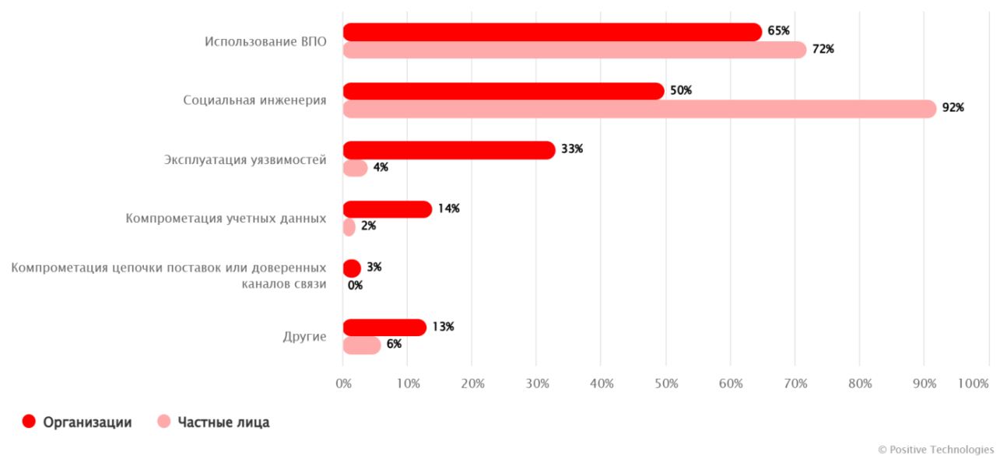 Использование ВПО
65%
72%
Социальная инженерия
50%
92%
Эксплуатация уязвимостей
33%
4%
Компрометация учетных данных
14%
2%
Компрометация цепочки поставок или доверенных
каналов связи
3%
0%
Другие
13%
6%
0% 10% 20% 30% 40% 50% 60% 70% 80% 90% 100%
Организации Частные лица
© Positive Technologies